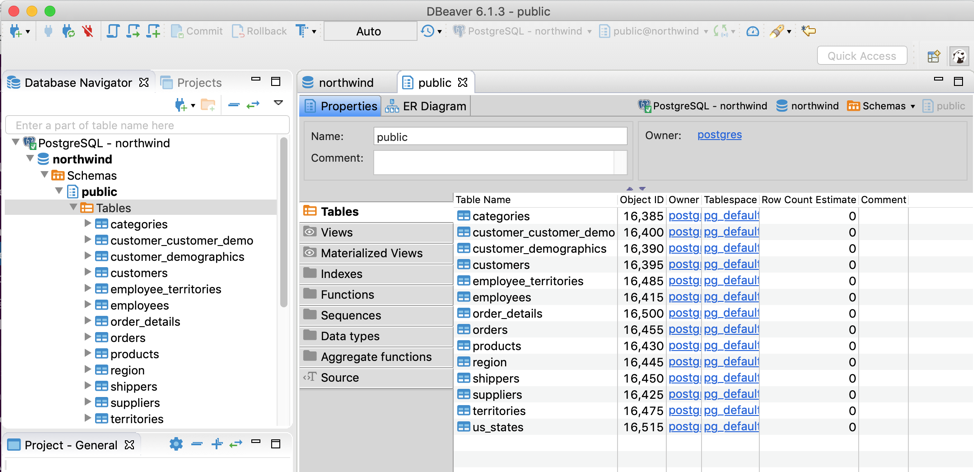 DBeaver 6.1.3 - public
Commit Rollback Auto PostgreSQL - northwind public@northwind
Quick Access
Database Navigator Projects
Enter a part of table name here
PostgreSQL - northwind
northwind
Schemas
public
Tables
categories
customer_customer_demo
customer_demographics
customers
employee_territories
employees
order_details
orders
products
region
shippers
suppliers
territories
Project - General
northwind public
Properties ER Diagram PostgreSQL - northwind northwind Schemas public
Name: public
Comment:
Owner: postgres
Tables
Views
Materialized Views
Indexes
Functions
Sequences
Data types
Aggregate functions
Source
Table Name Object ID Owner Tablespace Row Count Estimate Comment
categories 16,385 postg pg_default 0
customer_customer_demo 16,400 postg pg_default 0
customer_demographics 16,390 postg pg_default 0
customers 16,395 postg pg_default 0
employee_territories 16,485 postg pg_default 0
employees 16,415 postg pg_default 0
order_details 16,500 postg pg_default 0
orders 16,455 postg pg_default 0
products 16,430 postg pg_default 0
region 16,445 postg pg_default 0
shippers 16,450 postg pg_default 0
suppliers 16,425 postg pg_default 0
territories 16,475 postg pg_default 0
us_states 16,515 postg pg_default 0